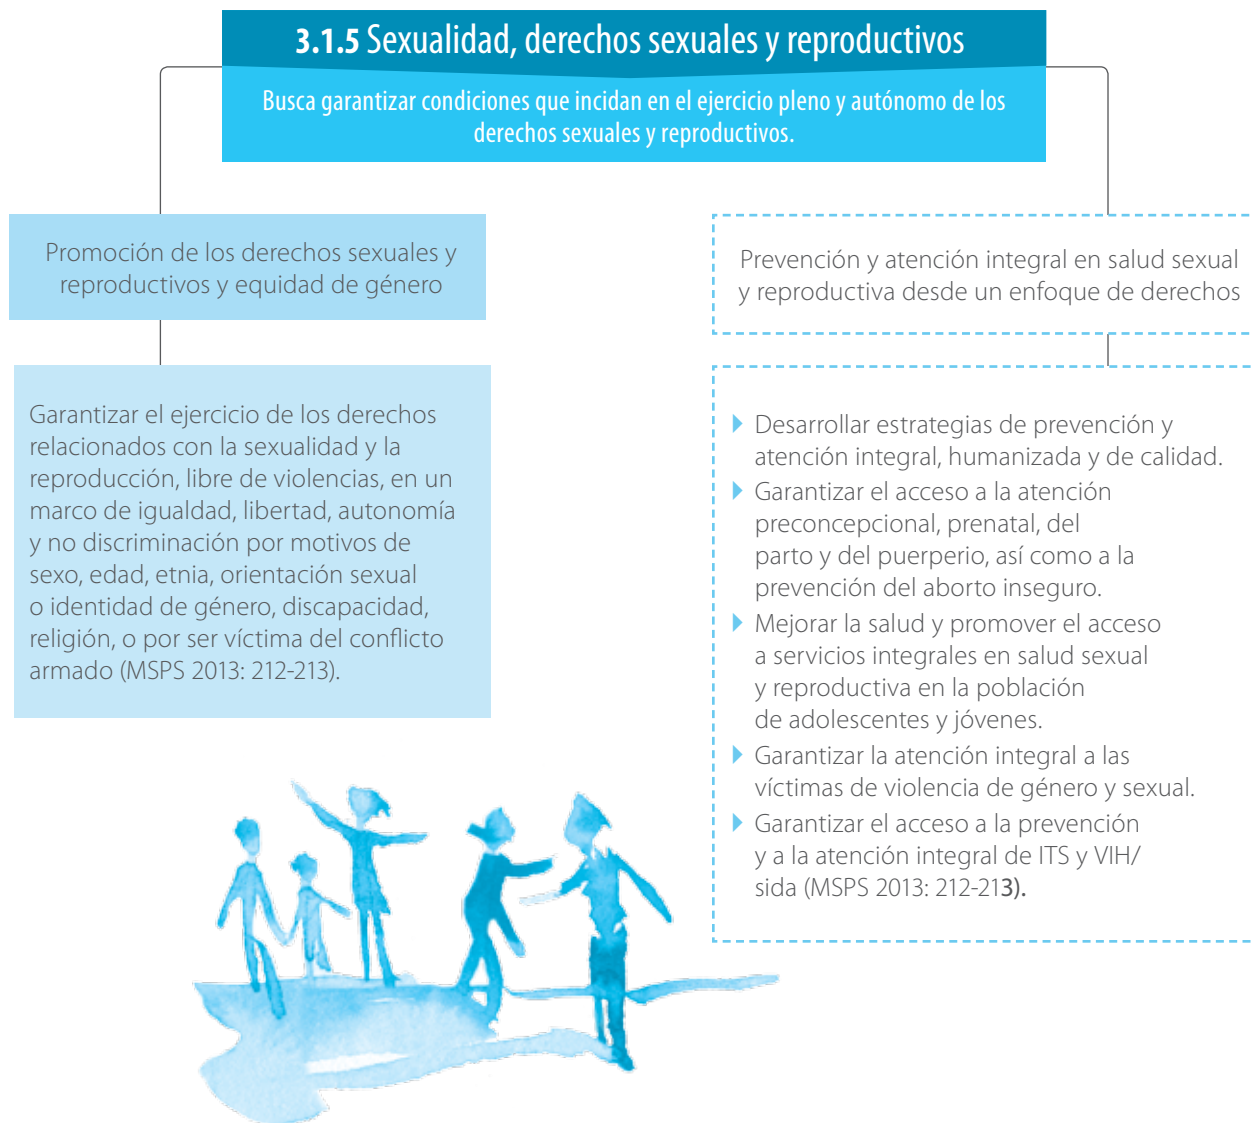 3.1.5 Sexualidad, derechos sexuales y reproductivos
Busca garantizar condiciones que incidan en el ejercicio pleno y autónomo de los
derechos sexuales y reproductivos.
Promoción de los derechos sexuales y
reproductivos y equidad de género
Garantizar el ejercicio de los derechos
relacionados con la sexualidad y la
reproducción, libre de violencias, en un
marco de igualdad, libertad, autonomía
y no discriminación por motivos de
sexo, edad, etnia, orientación sexual
o identidad de género, discapacidad,
religión, o por ser víctima del conflicto
armado (MSPS 2013: 212-213).
Prevención y atención integral en salud sexual
y reproductiva desde un enfoque de derechos
Desarrollar estrategias de prevención y
atención integral, humanizada y de calidad.
Garantizar el acceso a la atención
preconcepcional, prenatal, del
parto y del puerperio, así como a la
prevención del aborto inseguro.
Mejorar la salud y promover el acceso
a servicios integrales en salud sexual
y reproductiva en la población
de adolescentes y jóvenes.
Garantizar la atención integral a las
víctimas de violencia de género y sexual.
Garantizar el acceso a la prevención
y a la atención integral de ITS y VIH/
sida (MSPS 2013: 212-213).